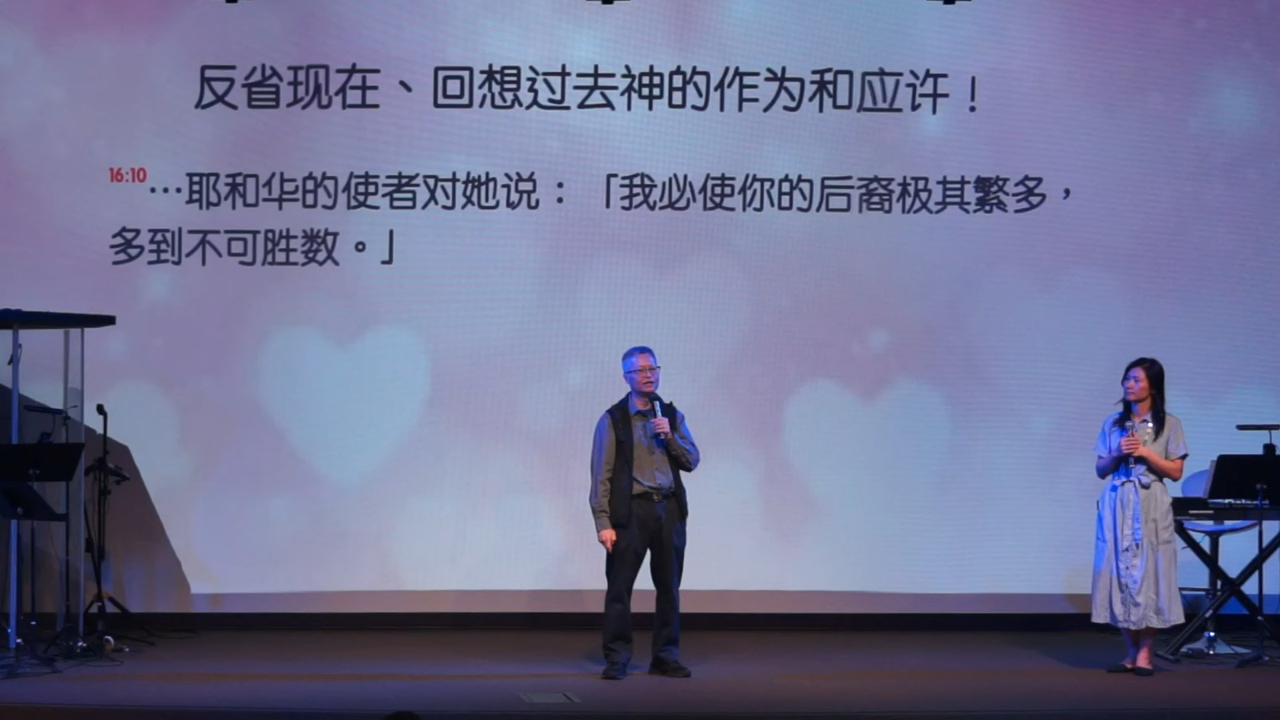 反省现在、回想过去神的作为和应许！
16:10…耶和华的使者对她说：「我必使你的后裔极其繁多，
多到不可胜数。」